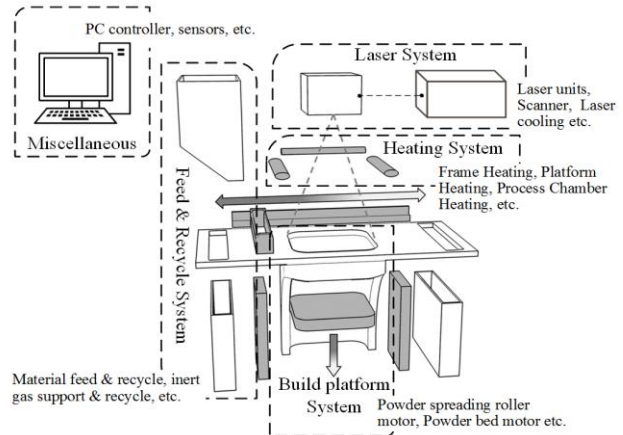 PC controller, sensors, etc.
Miscellaneous
Laser System
Laser units,
Scanner, Laser
cooling etc.
Heating System
Frame Heating, Platform
Heating, Process Chamber
Heating, etc.
Feed & Recycle System
Material feed & recycle, inert
gas support & recycle, etc.
Build platform
System
Powder spreading roller
motor, Powder bed motor etc.